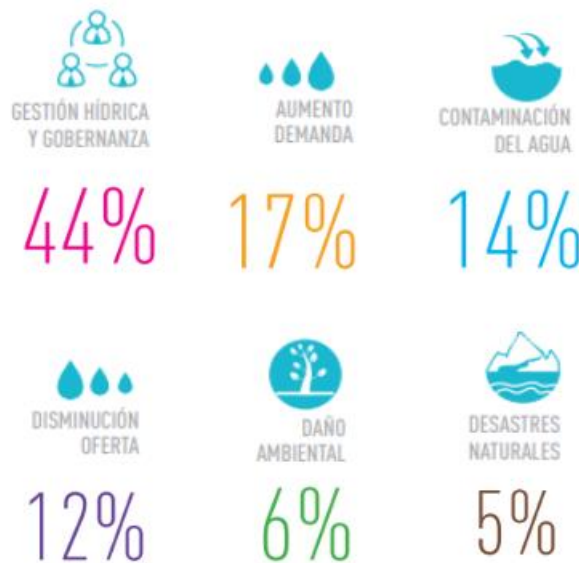 GESTIÓN HÍDRICA
Y GOBERNANZA
44%
AUMENTO
DEMANDA
17%
CONTAMINACIÓN
DEL AGUA
14%
DISMINUCIÓN
OFERTA
12%
DAÑO
AMBIENTAL
6%
DESASTRES
NATURALES
5%